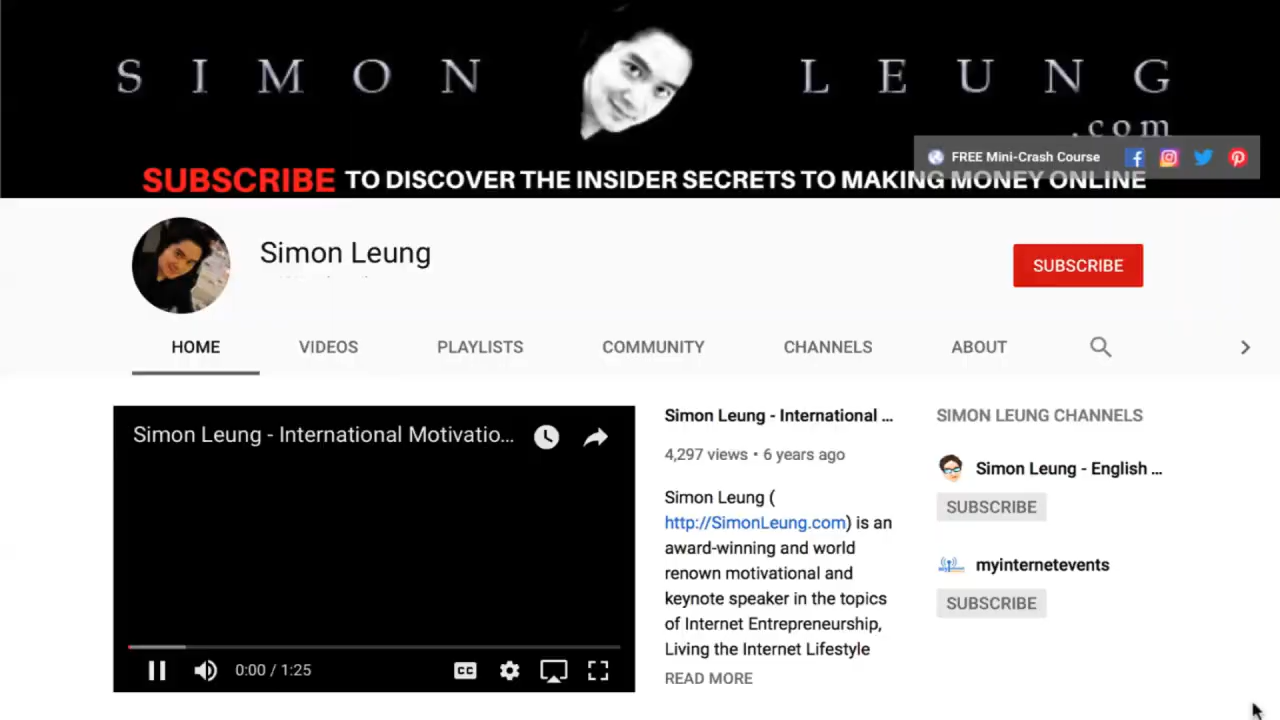 SIMON LEUNG
.com
FREE Mini-Crash Course
SUBSCRIBE TO DISCOVER THE INSIDER SECRETS TO MAKING MONEY ONLINE
Simon Leung
SUBSCRIBE
HOME VIDEOS PLAYLISTS COMMUNITY CHANNELS ABOUT
Simon Leung - International Motivatio...
0:00 / 1:25
CC
Simon Leung - International ...
4,297 views • 6 years ago
Simon Leung (
http://SimonLeung.com) is an
award-winning and world
renown motivational and
keynote speaker in the topics
of Internet Entrepreneurship,
Living the Internet Lifestyle
READ MORE
SIMON LEUNG CHANNELS
Simon Leung - English ...
SUBSCRIBE
myinternetevents
SUBSCRIBE